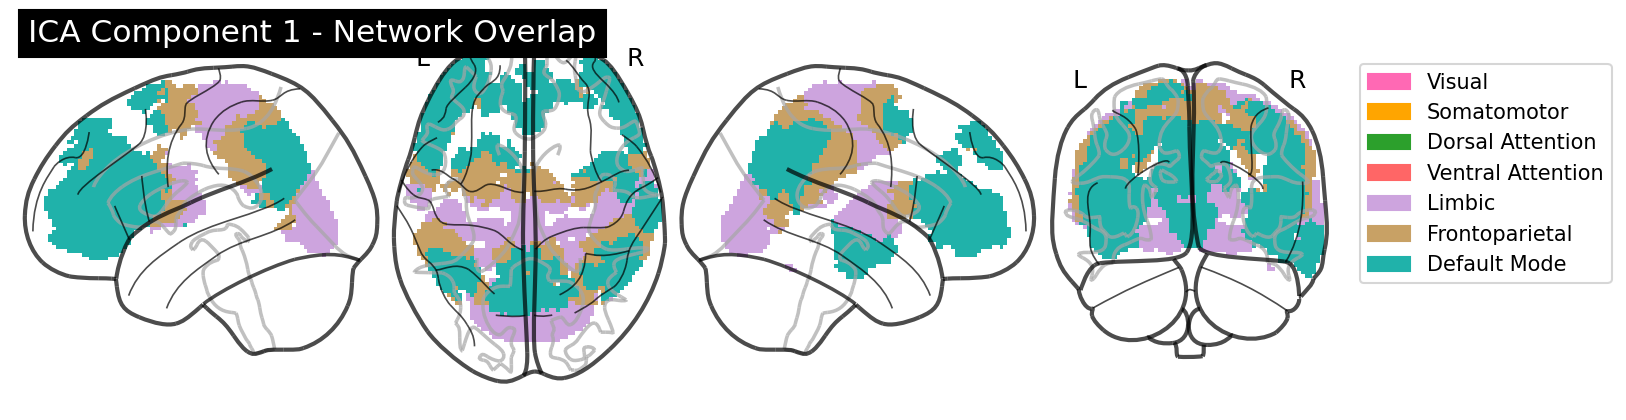 ICA Component 1 - Network Overlap
L
R
L
R
Visual
Somatomotor
Dorsal Attention
Ventral Attention
Limbic
Frontoparietal
Default Mode